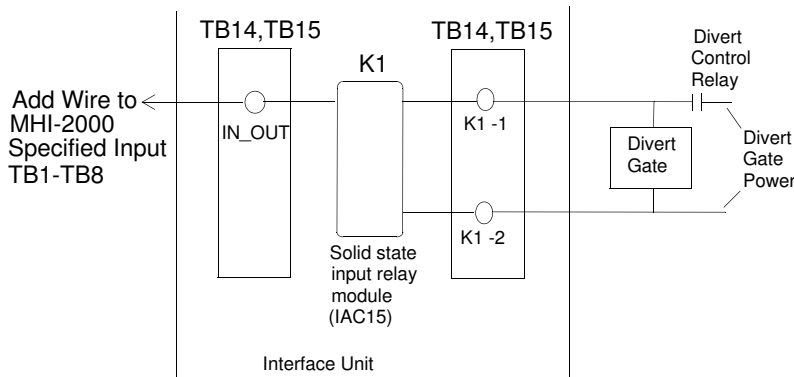 TB14,TB15
TB14,TB15
K1
Divert
Control
Relay
Add Wire to
MHI-2000
Specified Input
TB1-TB8
IN_OUT
K1 -1
Divert
Gate
Divert
Gate
Power
K1 -2
Solid state
input relay
module
(IAC15)
Interface Unit